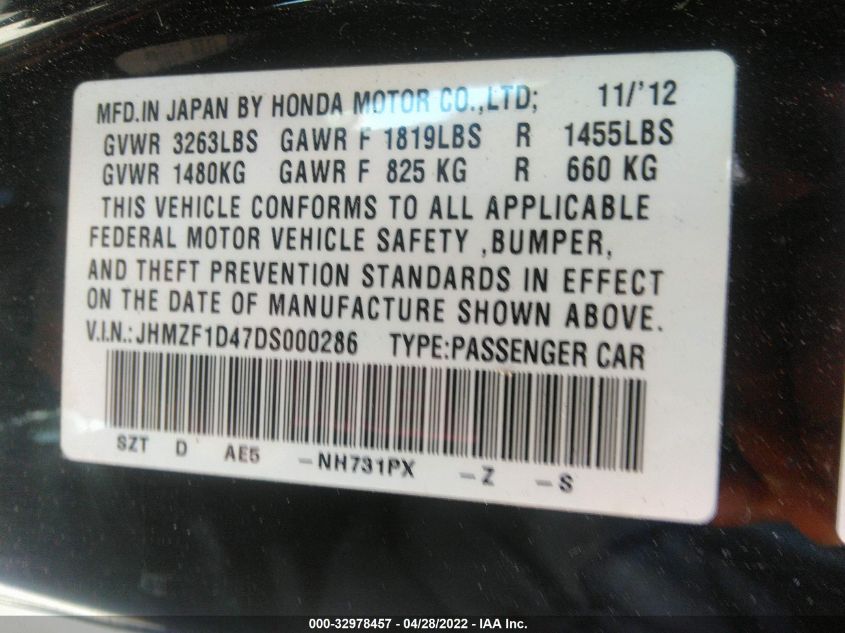 MFD.IN JAPAN BY HONDA MOTOR CO.,LTD; 11/'12
GVWR 3263LBS GAWR F 1819LBS R 1455LBS
GVWR 1480KG GAWR F 825 KG R 660 KG
THIS VEHICLE CONFORMS TO ALL APPLICABLE
FEDERAL MOTOR VEHICLE SAFETY ,BUMPER,
AND THEFT PREVENTION STANDARDS IN EFFECT
ON THE DATE OF MANUFACTURE SHOWN ABOVE.
V.I.N.:JHMZF1D47DS000286 TYPE:PASSENGER CAR
SZT D AE5 -NH731PX -Z -S
000-32978457 - 04/28/2022 - IAA Inc.